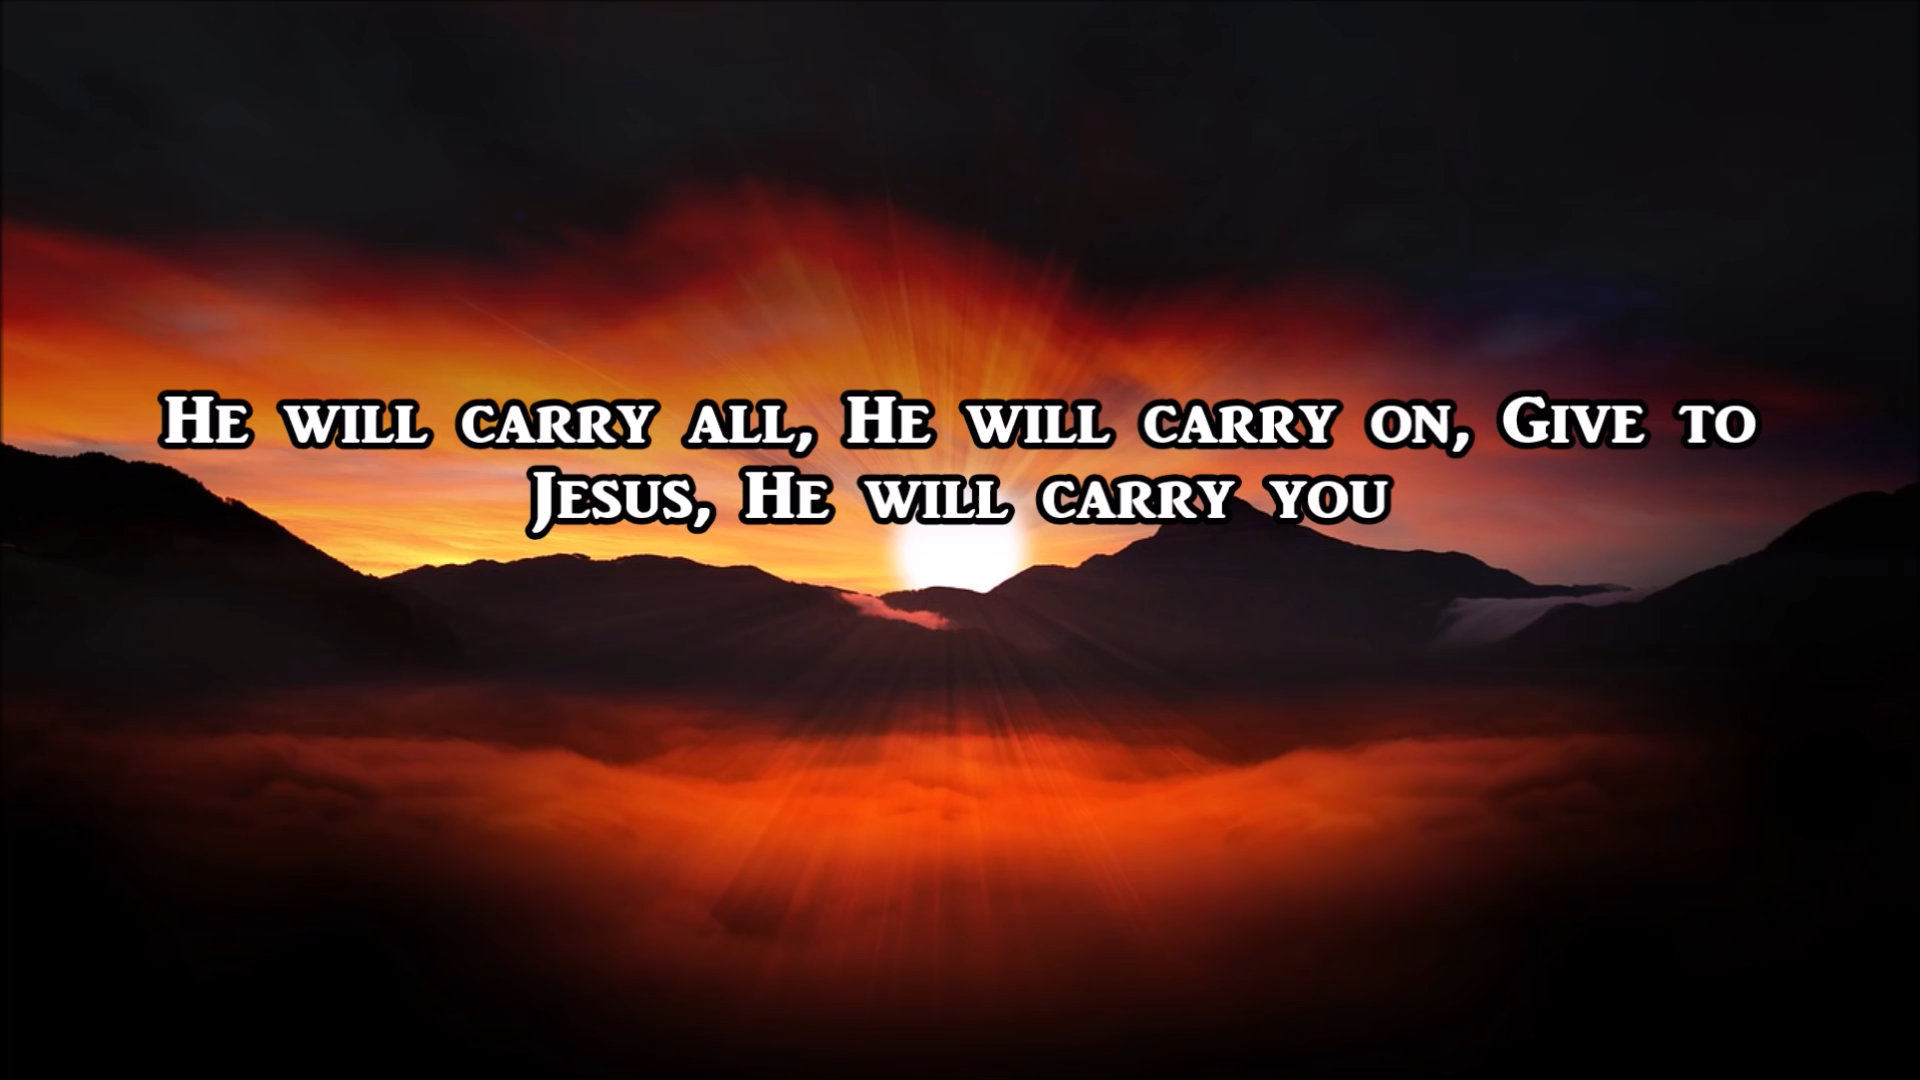 He will carry all, He will carry on, Give to
Jesus, He will carry you